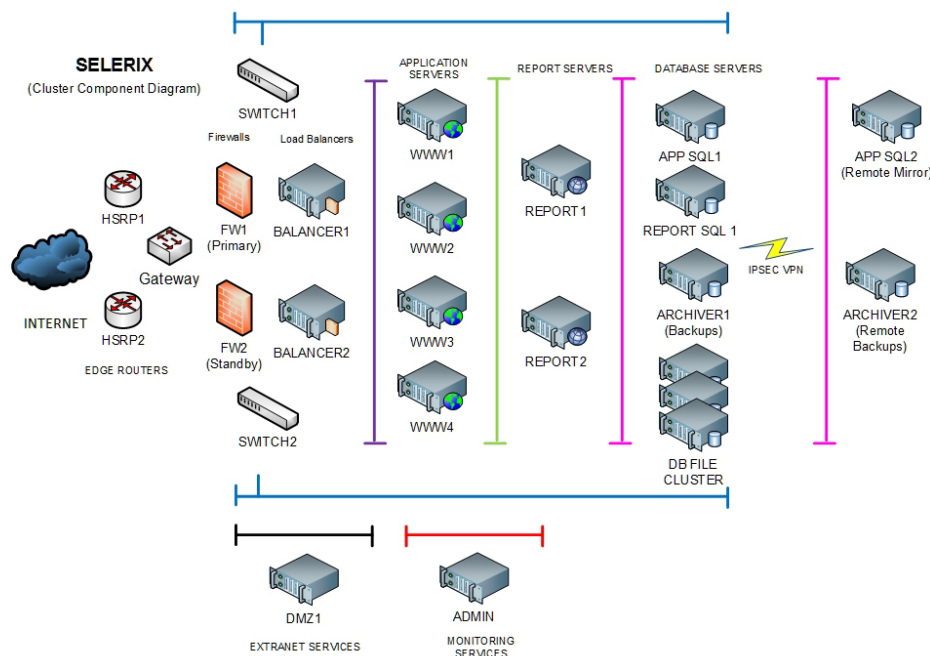 SELERIX
(Cluster Component Diagram)
SWITCH1
APPLICATION
SERVERS
REPORT SERVERS
DATABASE SERVERS
Firewalls
Load Balancers
WWW1
APP SQL1
APP SQL2
(Remote Mirror)
HSRP1
FW1
(Primary)
BALANCER1
REPORT1
WWW2
REPORT SQL 1
Gateway
IPSEC VPN
INTERNET
HSRP2
EDGE ROUTERS
FW2
(Standby)
BALANCER2
WWW3
REPORT2
ARCHIVER1
(Backups)
ARCHIVER2
(Remote
Backups)
SWITCH2
WWW4
DB FILE
CLUSTER
DMZ1
ADMIN
EXTRANET SERVICES
MONITORING
SERVICES